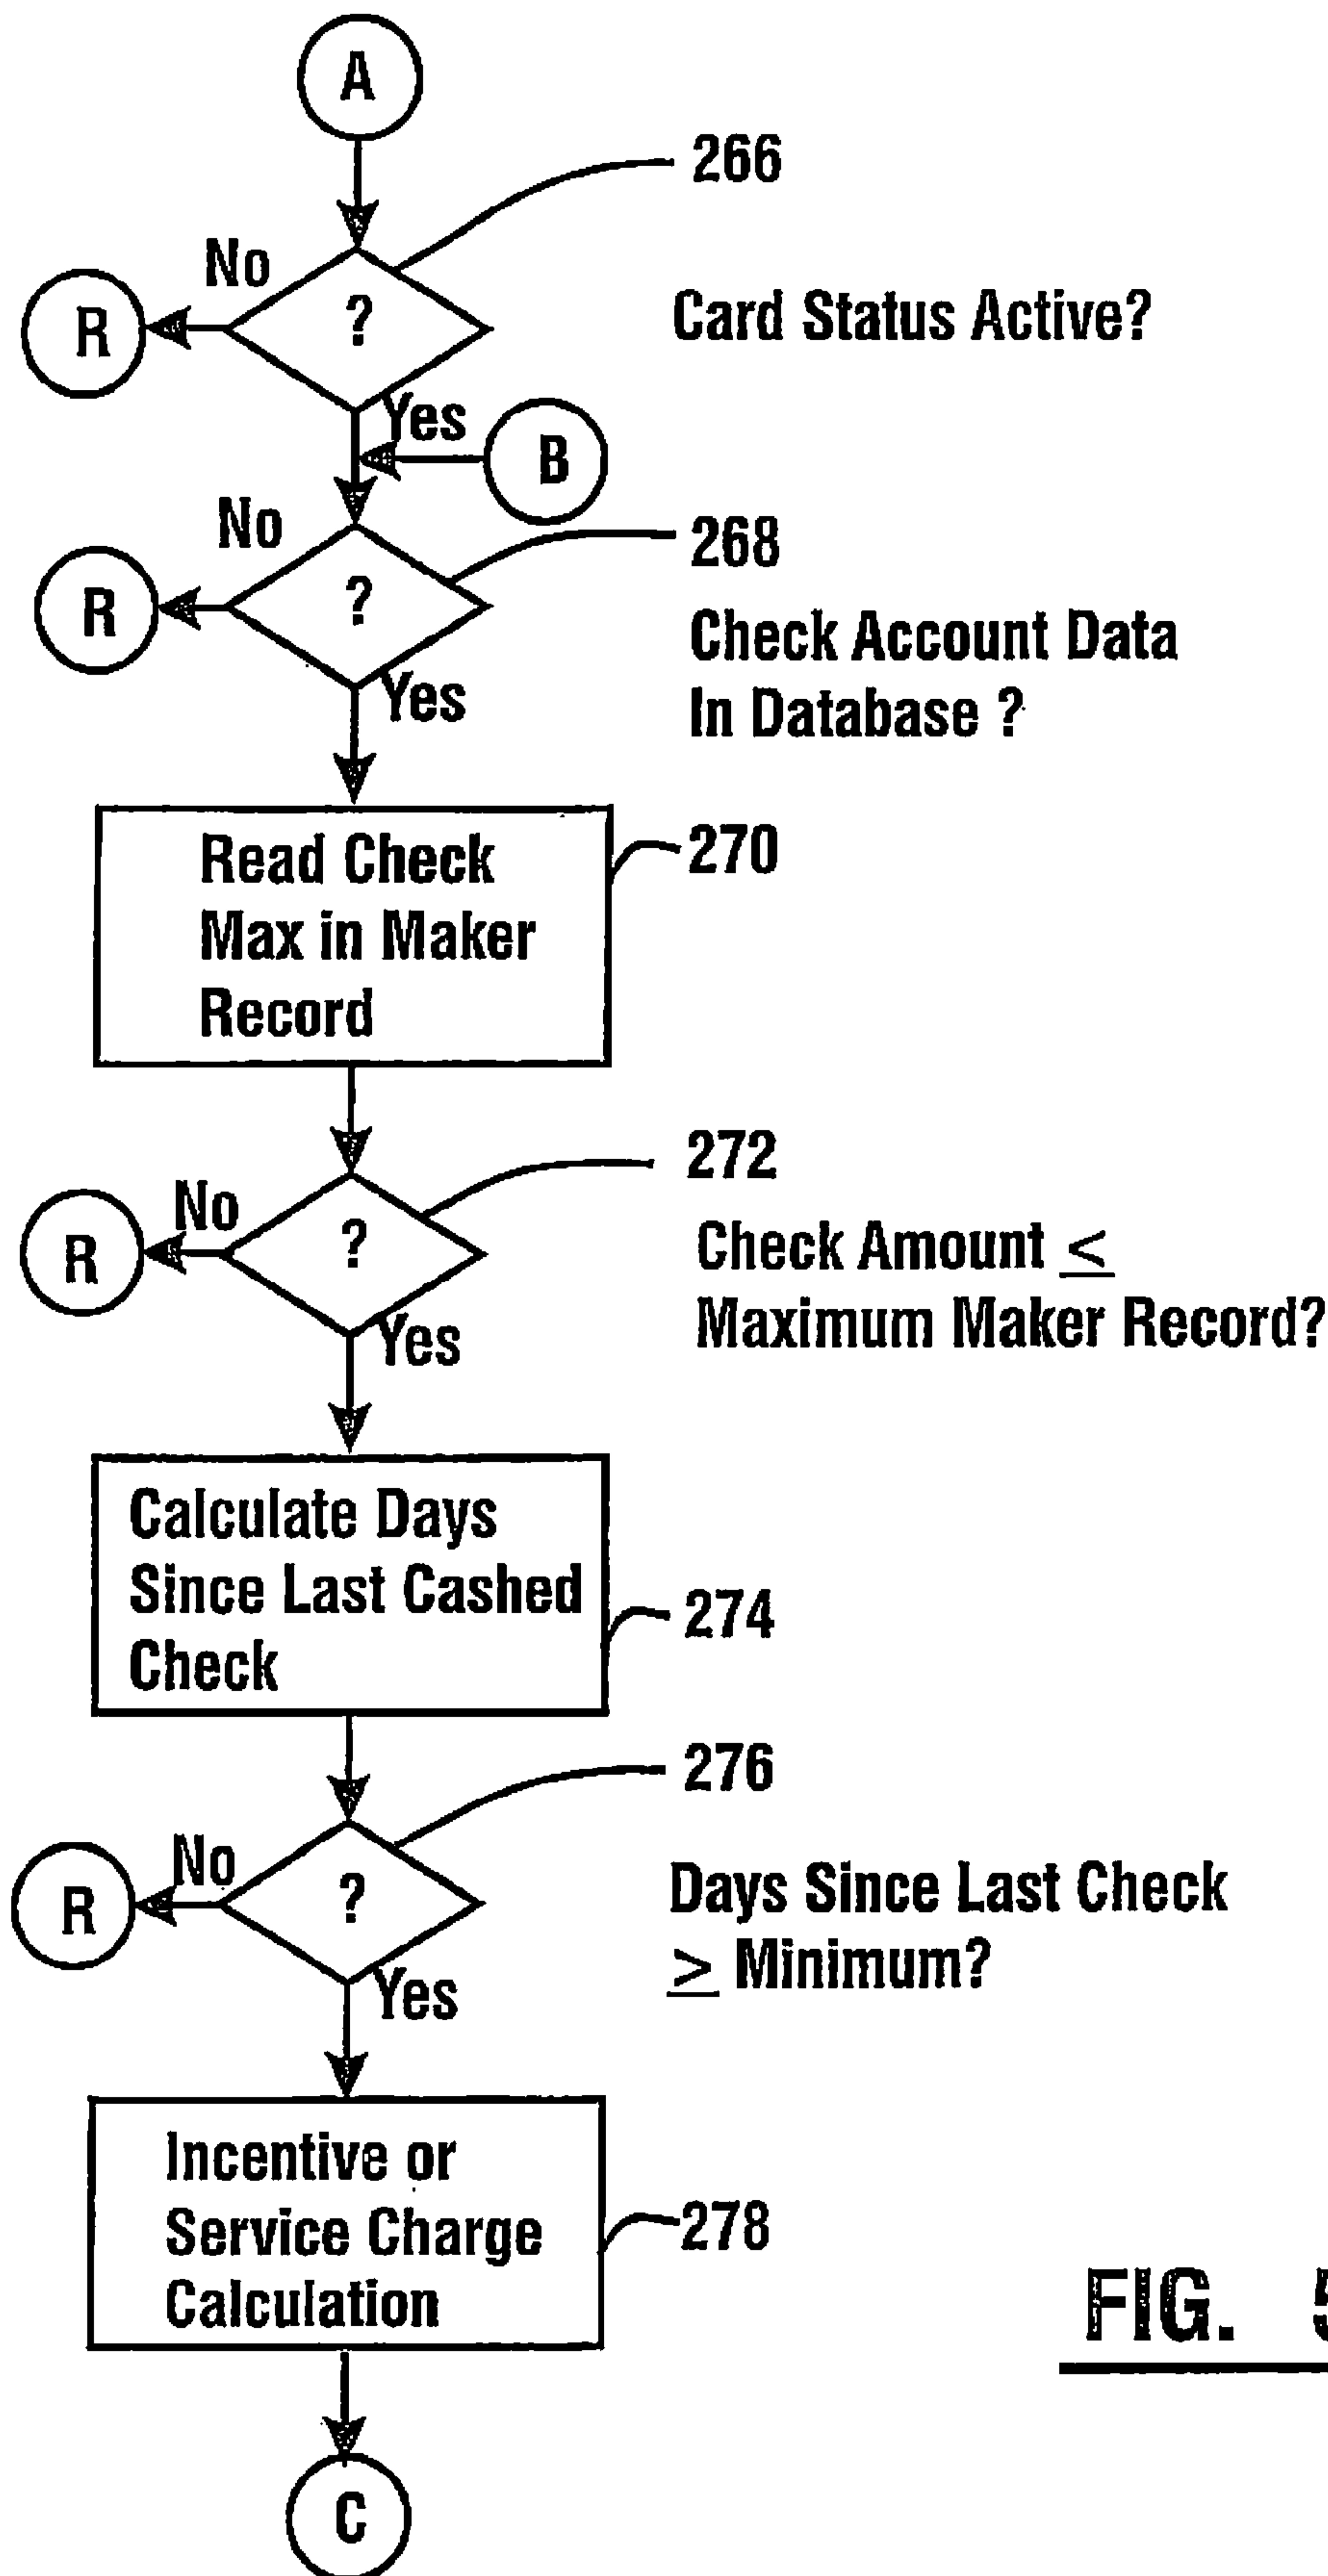 A
266
No
R
?
Card Status Active?
Yes
B
No
268
R
?
Check Account Data
In Database ?
Yes
Read Check
Max in Maker
Record
270
272
No
R
?
Check Amount ≤
Maximum Maker Record?
Yes
Calculate Days
Since Last Cashed
Check
274
276
No
R
?
Days Since Last Check
≥ Minimum?
Yes
Incentive or
Service Charge
Calculation
278
FIG.
C